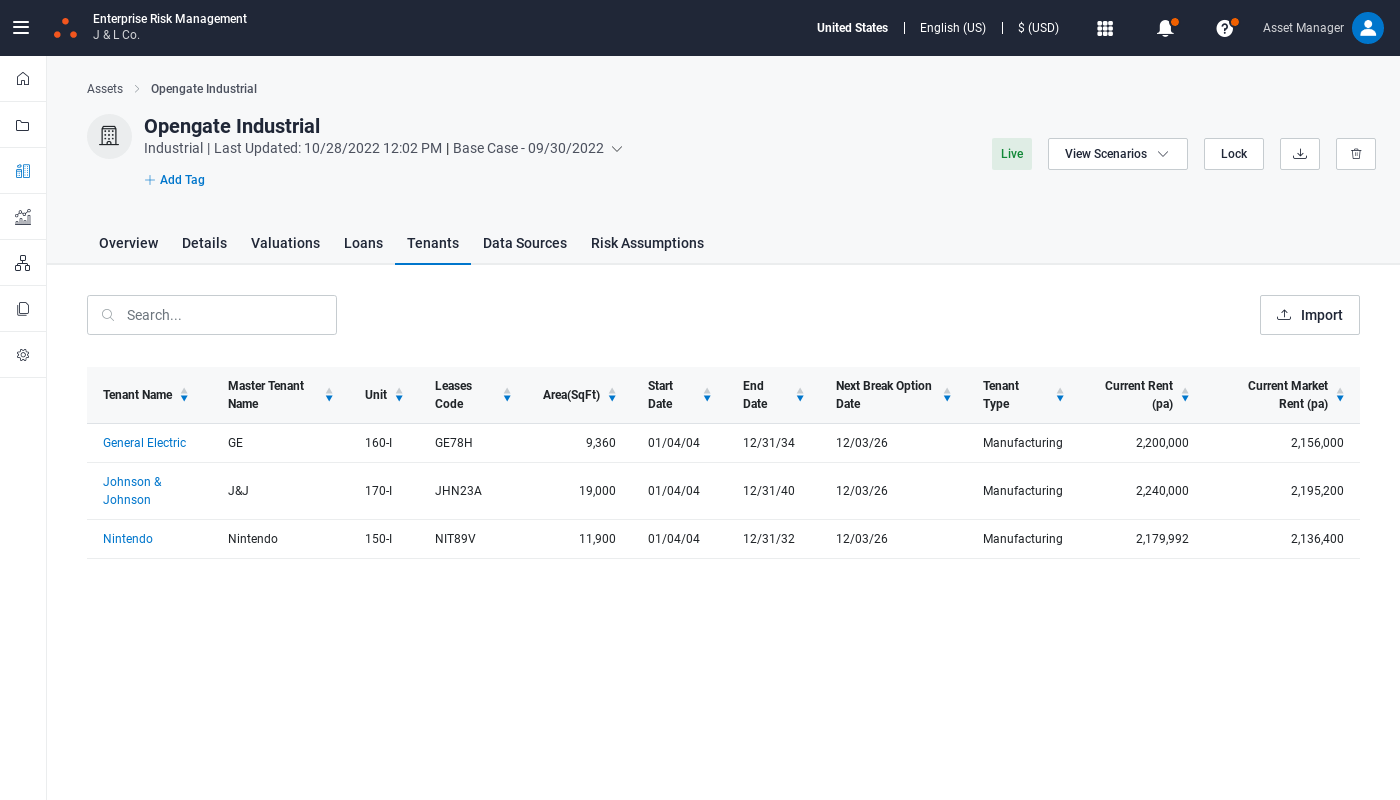 Enterprise Risk Management
J & L Co.
United States | English (US) | $ (USD)
Asset Manager
Assets > Opengate Industrial
Opengate Industrial
Industrial | Last Updated: 10/28/2022 12:02 PM | Base Case - 09/30/2022
+ Add Tag
Live
View Scenarios
Lock
Overview Details Valuations Loans Tenants Data Sources Risk Assumptions
Search...
Import
Tenant Name
Master Tenant
Name
Unit
Leases
Code
Area(SqFt)
Start
Date
End
Date
Next Break Option
Date
Tenant
Type
Current Rent
(pa)
Current Market
Rent (pa)
General Electric GE 160-I GE78H 9,360 01/04/04 12/31/34 12/03/26 Manufacturing 2,200,000 2,156,000
Johnson &
Johnson
J&J 170-I JHN23A 19,000 01/04/04 12/31/40 12/03/26 Manufacturing 2,240,000 2,195,200
Nintendo Nintendo 150-I NIT89V 11,900 01/04/04 12/31/32 12/03/26 Manufacturing 2,179,992 2,136,400